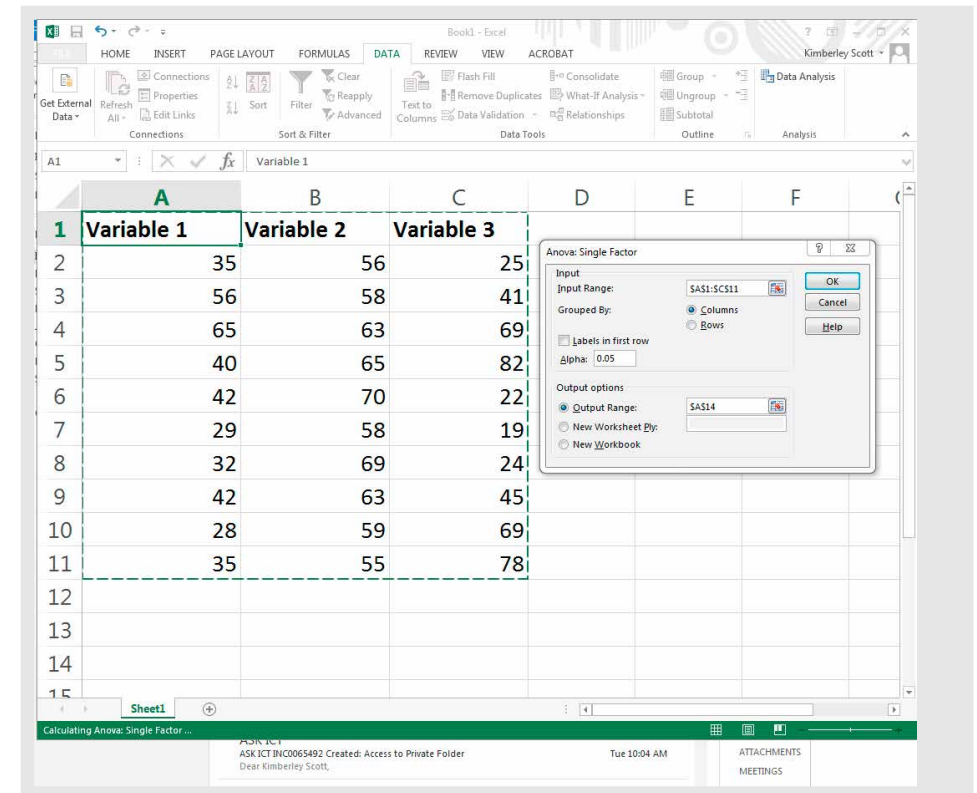 Book1 - Excel
HOME INSERT PAGE LAYOUT FORMULAS DATA REVIEW VIEW ACROBAT Kimberley Scott
Get External Data
Refresh All
Connections
Properties
Edit Links
Connections
Sort
Filter
Clear
Reapply
Advanced
Sort & Filter
Text to Columns
Flash Fill
Remove Duplicates
Data Validation
Consolidate
What-If Analysis
Relationships
Data Tools
Group
Ungroup
Subtotal
Outline
Data Analysis
Analysis
A1 fx Variable 1
A B C D E F
1 Variable 1 Variable 2 Variable 3
2 35 56 25
3 56 58 41
4 65 63 69
5 40 65 82
6 42 70 22
7 29 58 19
8 32 69 24
9 42 63 45
10 28 59 69
11 35 55 78
12
13
14
15
Anova: Single Factor
Input
Input Range: $A$1:$C$11
Grouped By: Columns
Rows
Labels in first row
Alpha: 0.05
Output options
Output Range: $A$14
New Worksheet Ply:
New Workbook
OK
Cancel
Help
Sheet1
Calculating Anova: Single Factor ...
ASK ICT
ASK ICT INC0065492 Created: Access to Private Folder Tue 10:04 AM
Dear Kimberley Scott,
ATTACHMENTS
MEETINGS